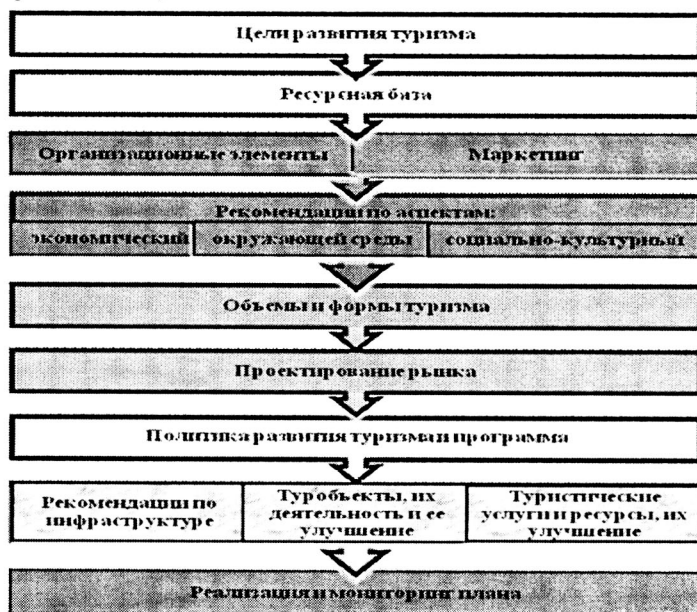 Цели развития туризма
Ресурсная база
Организационные элементы
Маркетинг
Рекомендации по аспектам:
экономический
окружающей среды
социально-культурный
Объемы и формы туризма
Проектирование рынка
Политика развития туризма и программа
Рекомендации по
инфраструктуре
Туробъекты, их
деятельность и ее
улучшение
Туристические
услуги и ресурсы, их
улучшение
Реализация и мониторинг плана